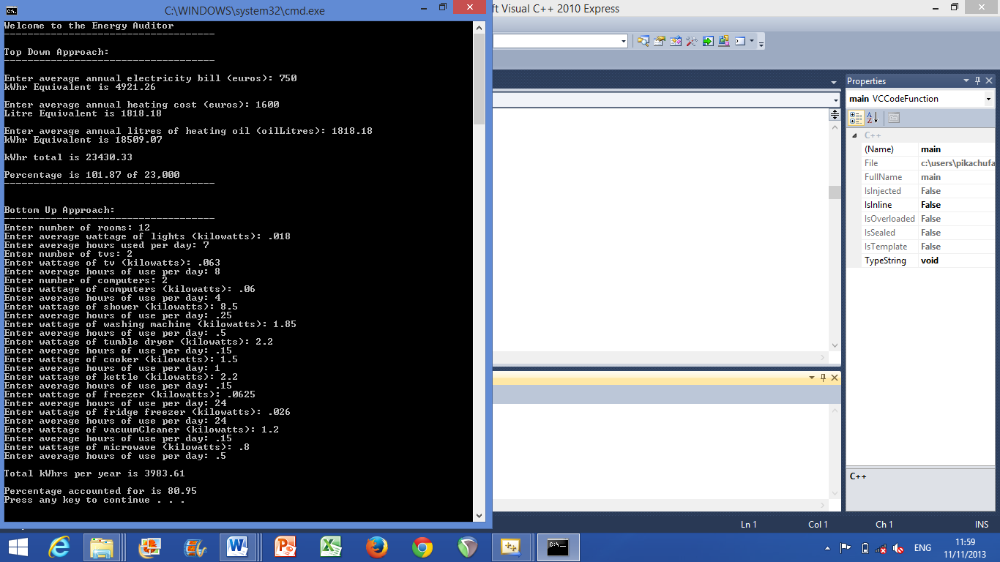 C:\WINDOWS\system32\cmd.exe
ft Visual C++ 2010 Express
Welcome to the Energy Auditor
------------------------------------
Top Down Approach:
------------------------------------
Enter average annual electricity bill (euros): 750
kWhr Equivalent is 4921.26
Enter average annual heating cost (euros): 1600
Litre Equivalent is 1818.18
Enter average annual litres of heating oil (oilLitres): 1818.18
kWhr Equivalent is 18509.07
kWhr total is 23430.33
Percentage is 101.87 of 23,000
------------------------------------
Bottom Up Approach:
------------------------------------
Enter number of rooms: 12
Enter average wattage of lights (kilowatts): .018
Enter average hours used per day: 7
Enter number of tvs: 2
Enter wattage of tv (kilowatts): .063
Enter average hours of use per day: 8
Enter number of computers: 2
Enter wattage of computers (kilowatts): .06
Enter average hours of use per day: 4
Enter wattage of shower (kilowatts): 8.5
Enter average hours of use per day: .25
Enter wattage of washing machine (kilowatts): 1.85
Enter average hours of use per day: .5
Enter wattage of tumble dryer (kilowatts): 2.2
Enter average hours of use per day: .15
Enter wattage of cooker (kilowatts): 1.5
Enter average hours of use per day: 1
Enter wattage of kettle (kilowatts): 2.2
Enter average hours of use per day: .15
Enter wattage of freezer (kilowatts): .0625
Enter average hours of use per day: 24
Enter wattage of fridge freezer (kilowatts): .026
Enter average hours of use per day: 24
Enter wattage of vacuumCleaner (kilowatts): 1.2
Enter average hours of use per day: .15
Enter wattage of microwave (kilowatts): .8
Enter average hours of use per day: .5
Total kWhrs per year is 3983.61
Percentage accounted for is 80.95
Press any key to continue . . .
Properties
main VCCodeFunction
C++
(Name) main
File c:\users\pikachufa
FullName main
IsInjected False
IsInline False
IsOverloaded False
IsSealed False
IsTemplate False
TypeString void
C++
Ln 1 Col 1 Ch 1 INS
ENG
11:59
11/11/2013